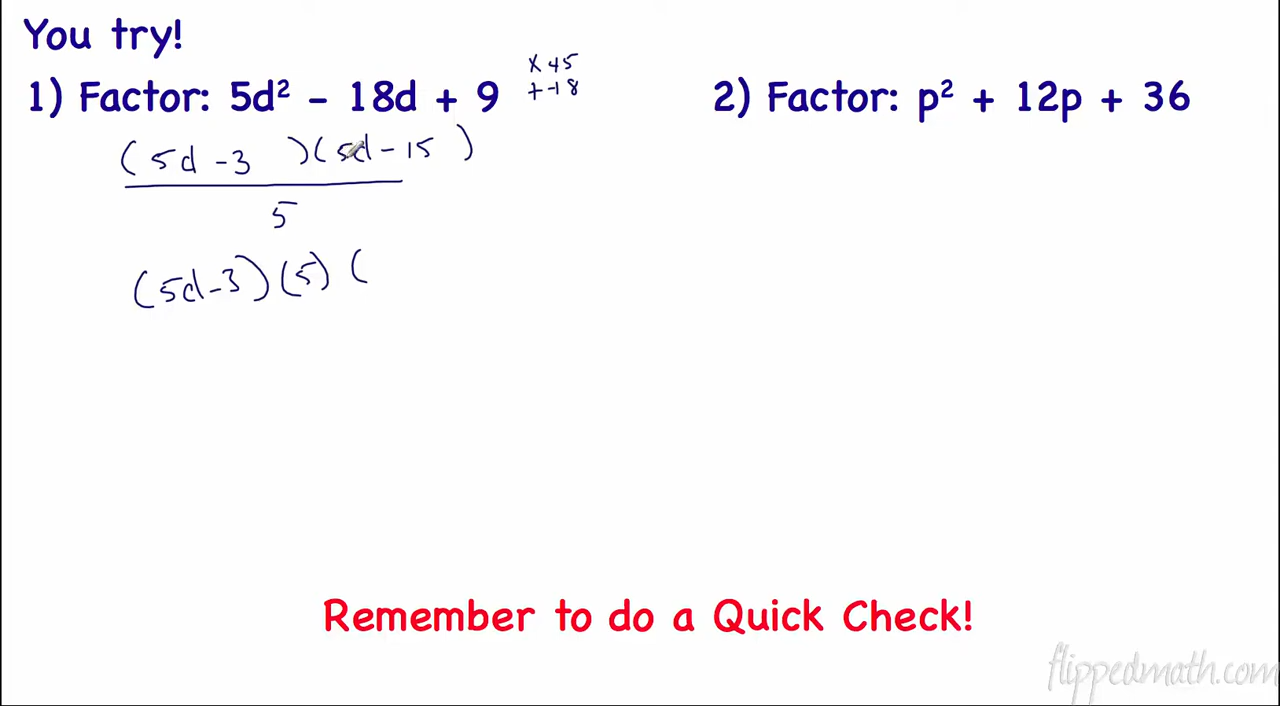 You try!
1) Factor: 5d² - 18d + 9
x 45
+ -18
(5d - 3 )(5d - 15 )
5
(5d - 3)(5)(
2) Factor: p² + 12p + 36
Remember to do a Quick Check!
flippedmath.com